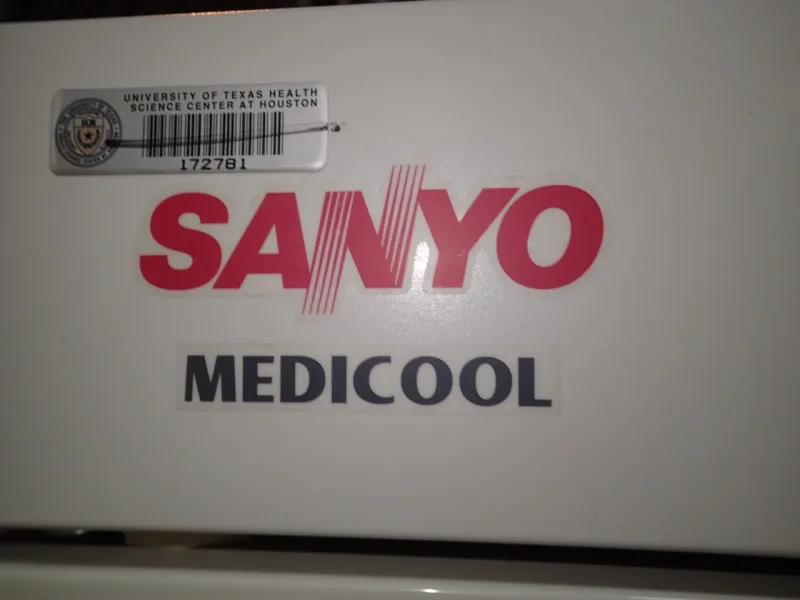 UNIVERSITY OF TEXAS HEALTH
SCIENCE CENTER AT HOUSTON
172781
SANYO
MEDICOOL